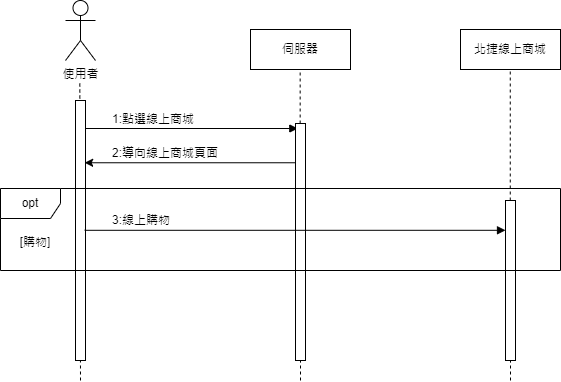 使用者
伺服器
北捷線上商城
1:點選線上商城
2:導向線上商城頁面
opt
3:線上購物
[購物]